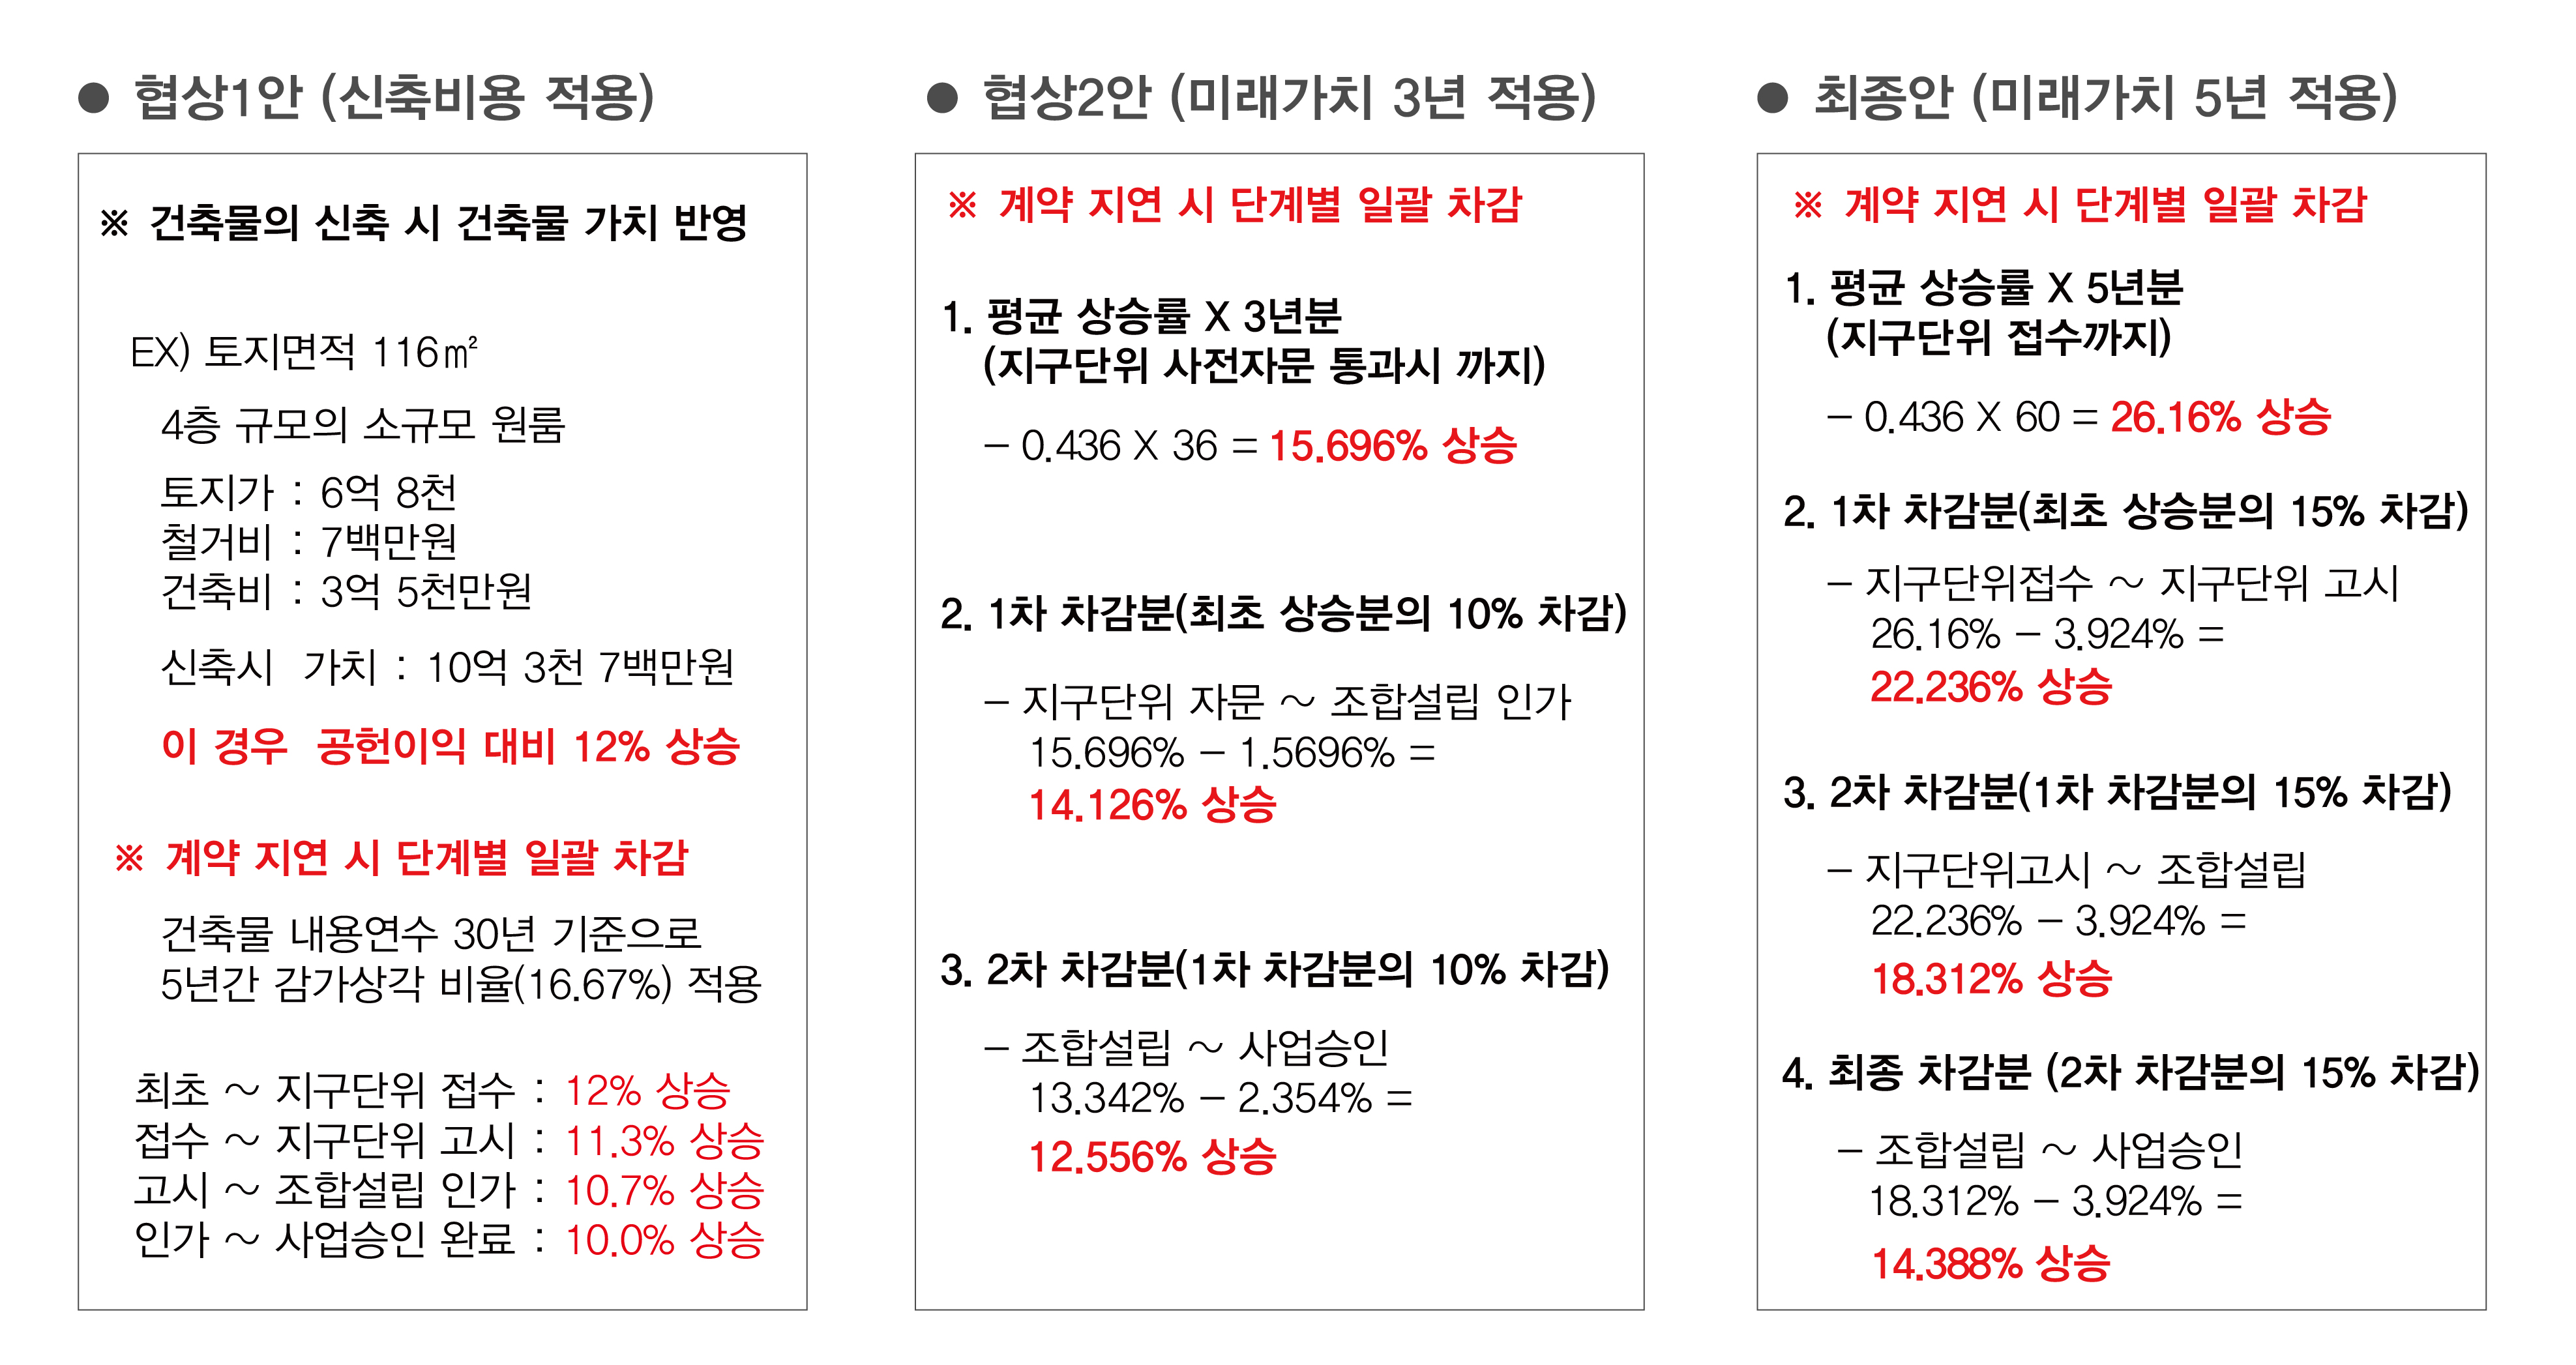 ● 협상1안 (신축비용 적용)
※ 건축물의 신축 시 건축물 가치 반영
EX) 토지면적 116㎡
4층 규모의 소규모 원룸
토지가 : 6억 8천
철거비 : 7백만원
건축비 : 3억 5천만원
신축시 가치 : 10억 3천 7백만원
이 경우 공헌이익 대비 12% 상승
※ 계약 지연 시 단계별 일괄 차감
건축물 내용연수 30년 기준으로
5년간 감가상각 비율(16.67%) 적용
최초 ~ 지구단위 접수 : 12% 상승
접수 ~ 지구단위 고시 : 11.3% 상승
고시 ~ 조합설립 인가 : 10.7% 상승
인가 ~ 사업승인 완료 : 10.0% 상승
● 협상2안 (미래가치 3년 적용)
※ 계약 지연 시 단계별 일괄 차감
1. 평균 상승률 X 3년분
(지구단위 사전자문 통과시 까지)
– 0.436 X 36 = 15.696% 상승
2. 1차 차감분(최초 상승분의 10% 차감)
– 지구단위 자문 ~ 조합설립 인가
15.696% – 1.5696% =
14.126% 상승
3. 2차 차감분(1차 차감분의 10% 차감)
– 조합설립 ~ 사업승인
13.342% – 2.354% =
12.556% 상승
● 최종안 (미래가치 5년 적용)
※ 계약 지연 시 단계별 일괄 차감
1. 평균 상승률 X 5년분
(지구단위 접수까지)
– 0.436 X 60 = 26.16% 상승
2. 1차 차감분(최초 상승분의 15% 차감)
– 지구단위접수 ~ 지구단위 고시
26.16% – 3.924% =
22.236% 상승
3. 2차 차감분(1차 차감분의 15% 차감)
– 지구단위고시 ~ 조합설립
22.236% – 3.924% =
18.312% 상승
4. 최종 차감분 (2차 차감분의 15% 차감)
– 조합설립 ~ 사업승인
18.312% – 3.924% =
14.388% 상승